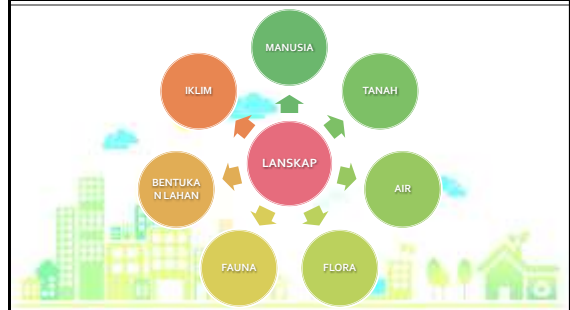 MANUSIA
TANAH
AIR
FLORA
FAUNA
BENTUKA
N LAHAN
IKLIM
LANSKAP